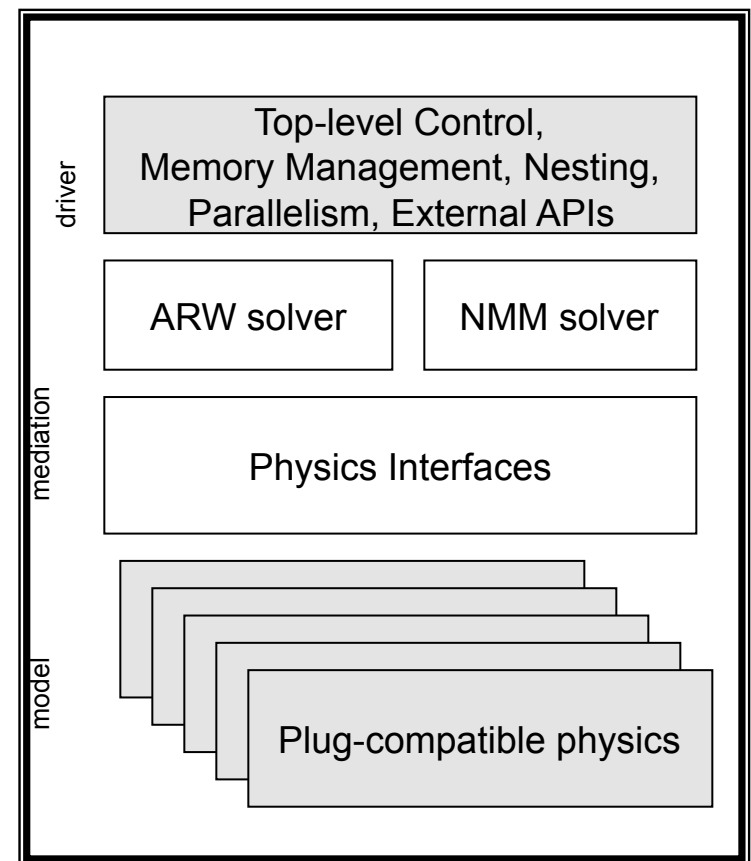 driver
Top-level Control,
Memory Management, Nesting,
Parallelism, External APIs
ARW solver
NMM solver
mediation
Physics Interfaces
model
Plug-compatible physics